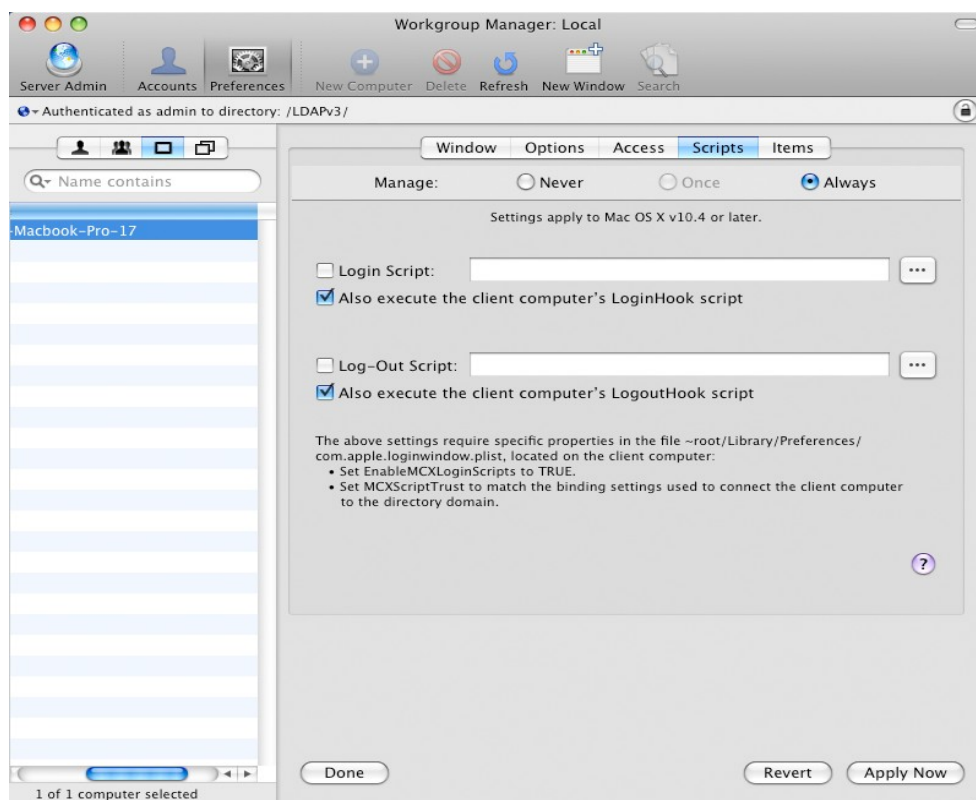 Workgroup Manager: Local
Server Admin Accounts Preferences New Computer Delete Refresh New Window Search
Authenticated as admin to directory: /LDAPv3/
Window Options Access Scripts Items
Name contains
Manage: Never Once Always
Settings apply to Mac OS X v10.4 or later.
-Macbook-Pro-17
Login Script: ...
Also execute the client computer's LoginHook script
Log-Out Script: ...
Also execute the client computer's LogoutHook script
The above settings require specific properties in the file ~root/Library/Preferences/
com.apple.loginwindow.plist, located on the client computer:
• Set EnableMCXLoginScripts to TRUE.
• Set MCXScriptTrust to match the binding settings used to connect the client computer
to the directory domain.
?
Done Revert Apply Now
1 of 1 computer selected